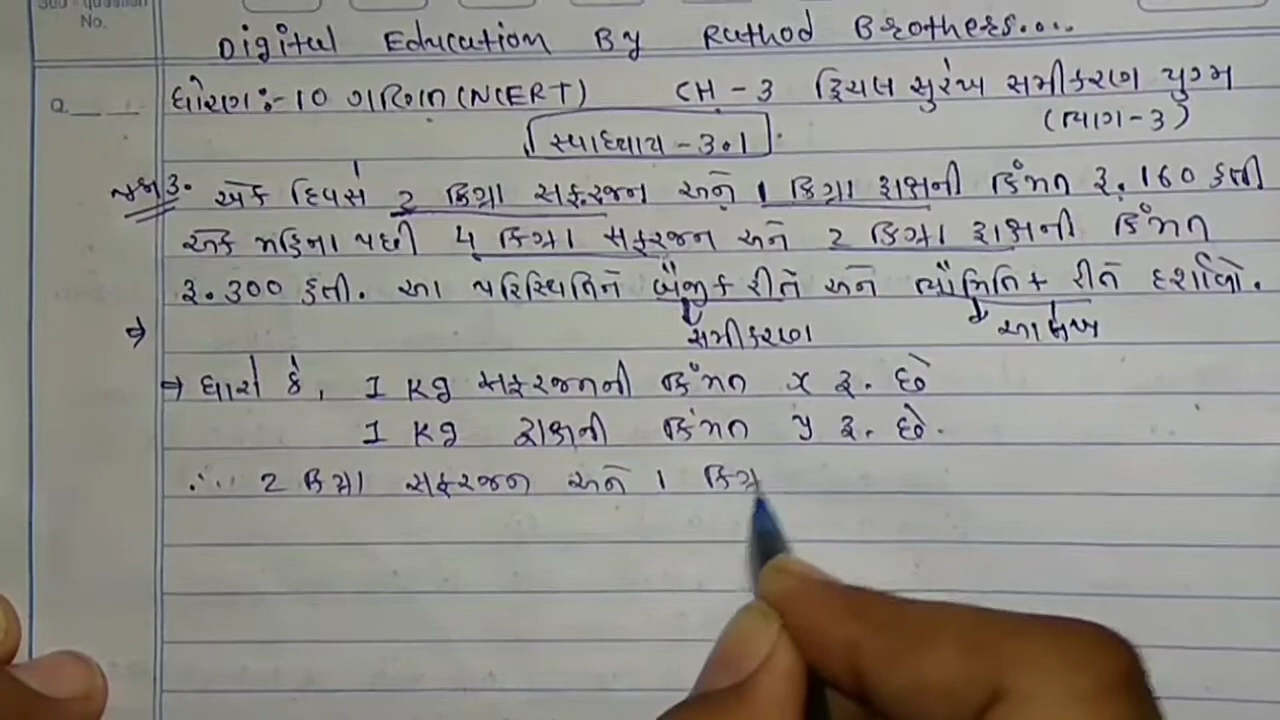 No.
Digital Education By Rathod Brothers....
Q
ધોરણ :- 10 ગણિત (NCERT) CH - 3 દ્વિચલ સુરેખ સમીકરણ યુગ્મ
સ્વાધ્યાય - 3.1
(ભાગ - 3)
3. એક દિવસે 2 કિગ્રા સફરજન અને 1 કિગ્રા દ્રાક્ષની કિંમત રૂ. 160 હતી
એક મહિના પછી 4 કિગ્રા સફરજન અને 2 કિગ્રા દ્રાક્ષની કિંમત
રૂ. 300 હતી. આ પરિસ્થિતિને બૈજીક રીતે અને ભૌમિતિક રીતે દર્શાવો.
સમીકરણ આલેખ
⇒ ધારો કે, 1 Kg સફરજનની કિંમત x રૂ. છે
1 Kg દ્રાક્ષની કિંમત y રૂ. છે.
∴ 2 કિગ્રા સફરજન અને 1 કિગ્ર